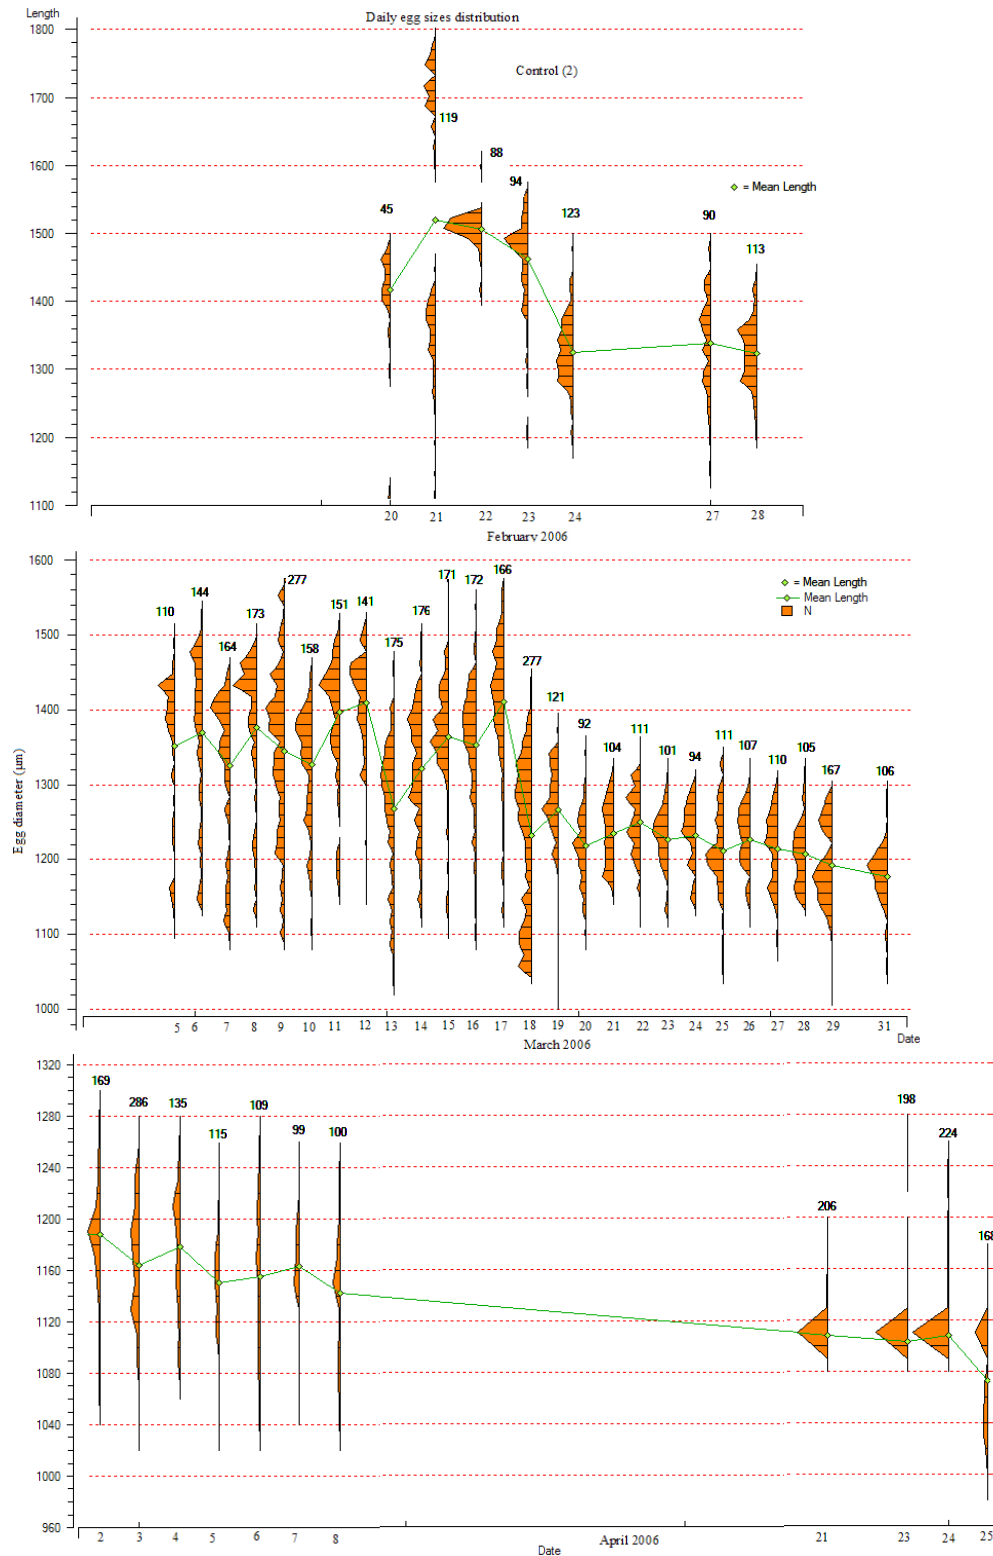 Length
Daily egg sizes distribution
1800
Control (2)
1700
119
1600
88
94
= Mean Length
45
123
90
1500
113
1400
1300
1200
1100
20 21 22 23 24 27 28
February 2006
1600
277
171 172 166
= Mean Length
Mean Length
N
110 144 164 173 158 151 141 175 176
1500
277
1400
121 92 104 111 101 94 111 107 110 105 167 106
1300
1200
1100
1000
Egg diameter (µm)
5 6 7 8 9 10 11 12 13 14 15 16 17 18 19 20 21 22 23 24 25 26 27 28 29 31
March 2006
Date
1320
169 286 135 115 109 99 100 206 198 224 168
1280
1240
1200
1160
1120
1080
1040
1000
960
2 3 4 5 6 7 8 21 23 24 25
April 2006
Date